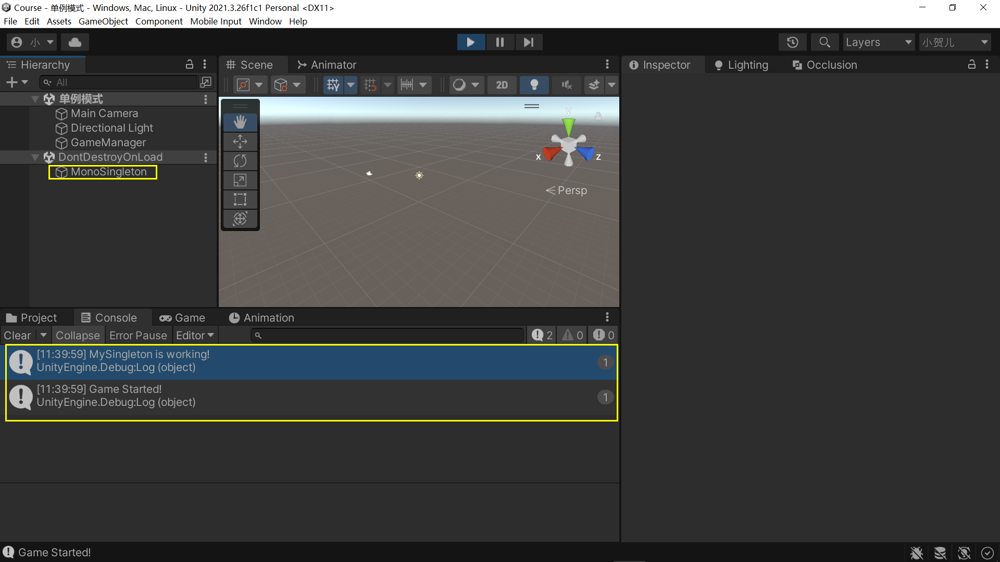 Course - 单例模式 - Windows, Mac, Linux - Unity 2021.3.26f1c1 Personal <DX11>
File Edit Assets GameObject Component Mobile Input Window Help
小 Layers 小贺儿
Hierarchy Scene Animator Inspector Lighting Occlusion
All 2D
单例模式
Main Camera
Directional Light
GameManager
DontDestroyOnLoad
MonoSingleton
y
x z
Persp
Project Console Game Animation
Clear Collapse Error Pause Editor 2 0 0
[11:39:59] MySingleton is working!
UnityEngine.Debug:Log (object)
1
[11:39:59] Game Started!
UnityEngine.Debug:Log (object)
1
Game Started!